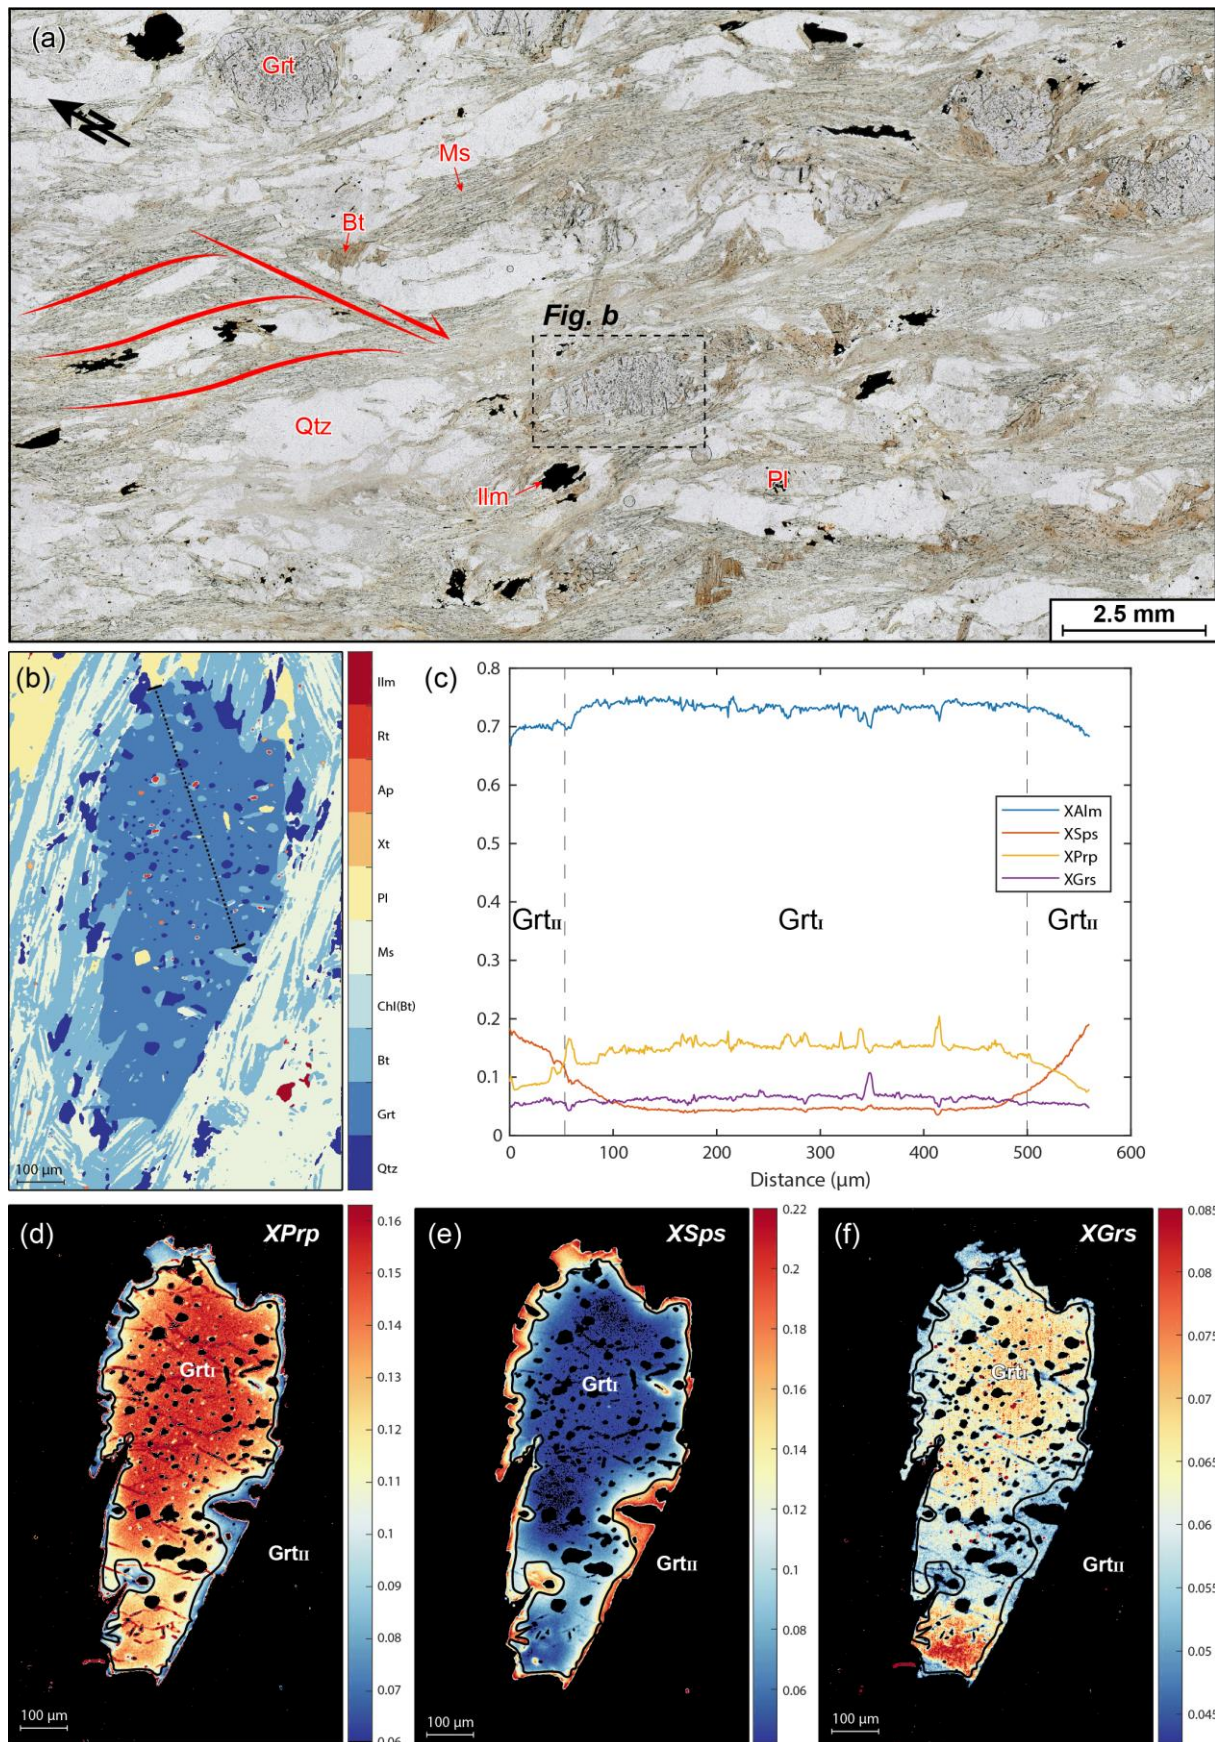 (a)
Grt
N
Ms
Bt
Fig. b
Qtz
Ilm
Pl
2.5 mm
(b)
Ilm
Rt
Ap
Xt
Pl
Ms
Chl(Bt)
Bt
Grt
Qtz
100 µm
(c)
0.8
0.7
0.6
0.5
0.4
0.3
0.2
0.1
0
XAlm
XSps
XPrp
XGrs
GrtII
GrtI
GrtII
0
100
200
300
400
500
600
Distance (µm)
(d)
XPrp
GrtI
GrtII
100 µm
0.16
0.15
0.14
0.13
0.12
0.11
0.1
0.09
0.08
0.07
0.06
(e)
XSps
GrtI
GrtII
100 µm
0.22
0.2
0.18
0.16
0.14
0.12
0.1
0.08
0.06
(f)
XGrs
GrtI
GrtII
100 µm
0.085
0.08
0.075
0.07
0.065
0.06
0.055
0.05
0.045